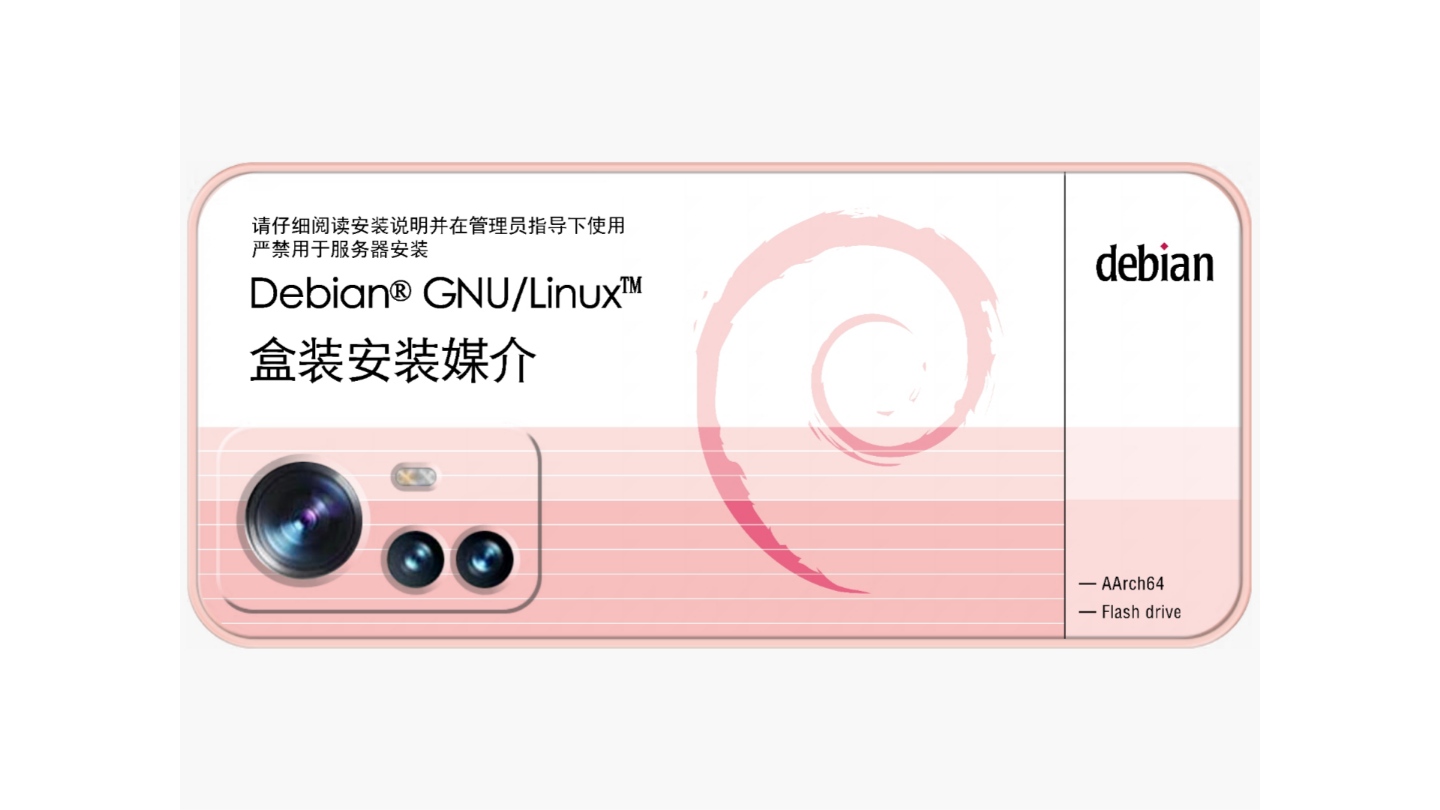 请仔细阅读安装说明并在管理员指导下使用
严禁用于服务器安装
Debian® GNU/Linux™
盒装安装媒介
debian
— AArch64
— Flash drive